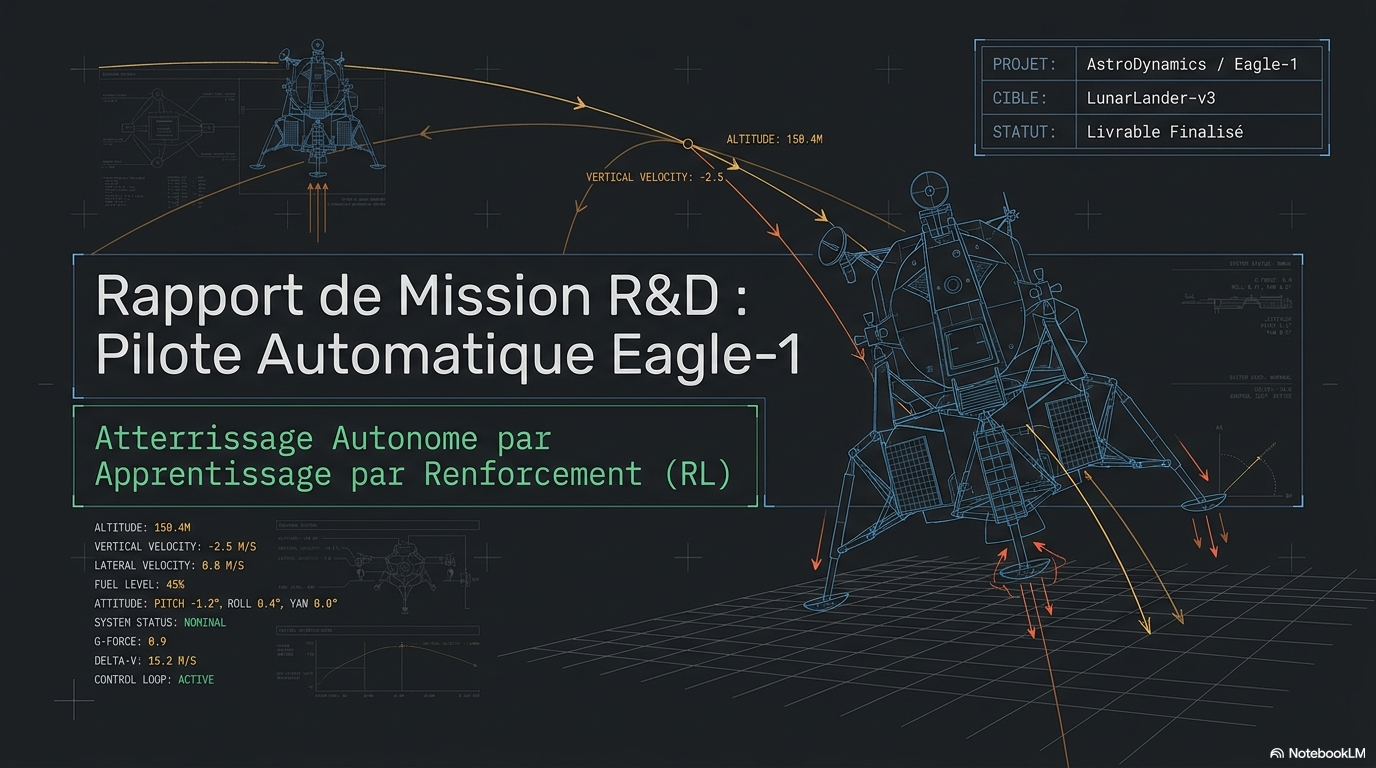 PROJET: AstroDynamics / Eagle-1
CIBLE: LunarLander-v3
STATUT: Livrable Finalisé
ALTITUDE: 150.4M
VERTICAL VELOCITY: -2.5
Rapport de Mission R&D :
Pilote Automatique Eagle-1
Atterrissage Autonome par
Apprentissage par Renforcement (RL)
ALTITUDE: 150.4M
VERTICAL VELOCITY: -2.5 M/S
LATERAL VELOCITY: 0.8 M/S
FUEL LEVEL: 45%
ATTITUDE: PITCH -1.2°, ROLL 0.4°, YAN 0.0°
SYSTEM STATUS: NOMINAL
G-FORCE: 0.9
DELTA-V: 15.2 M/S
CONTROL LOOP: ACTIVE
NotebookLM